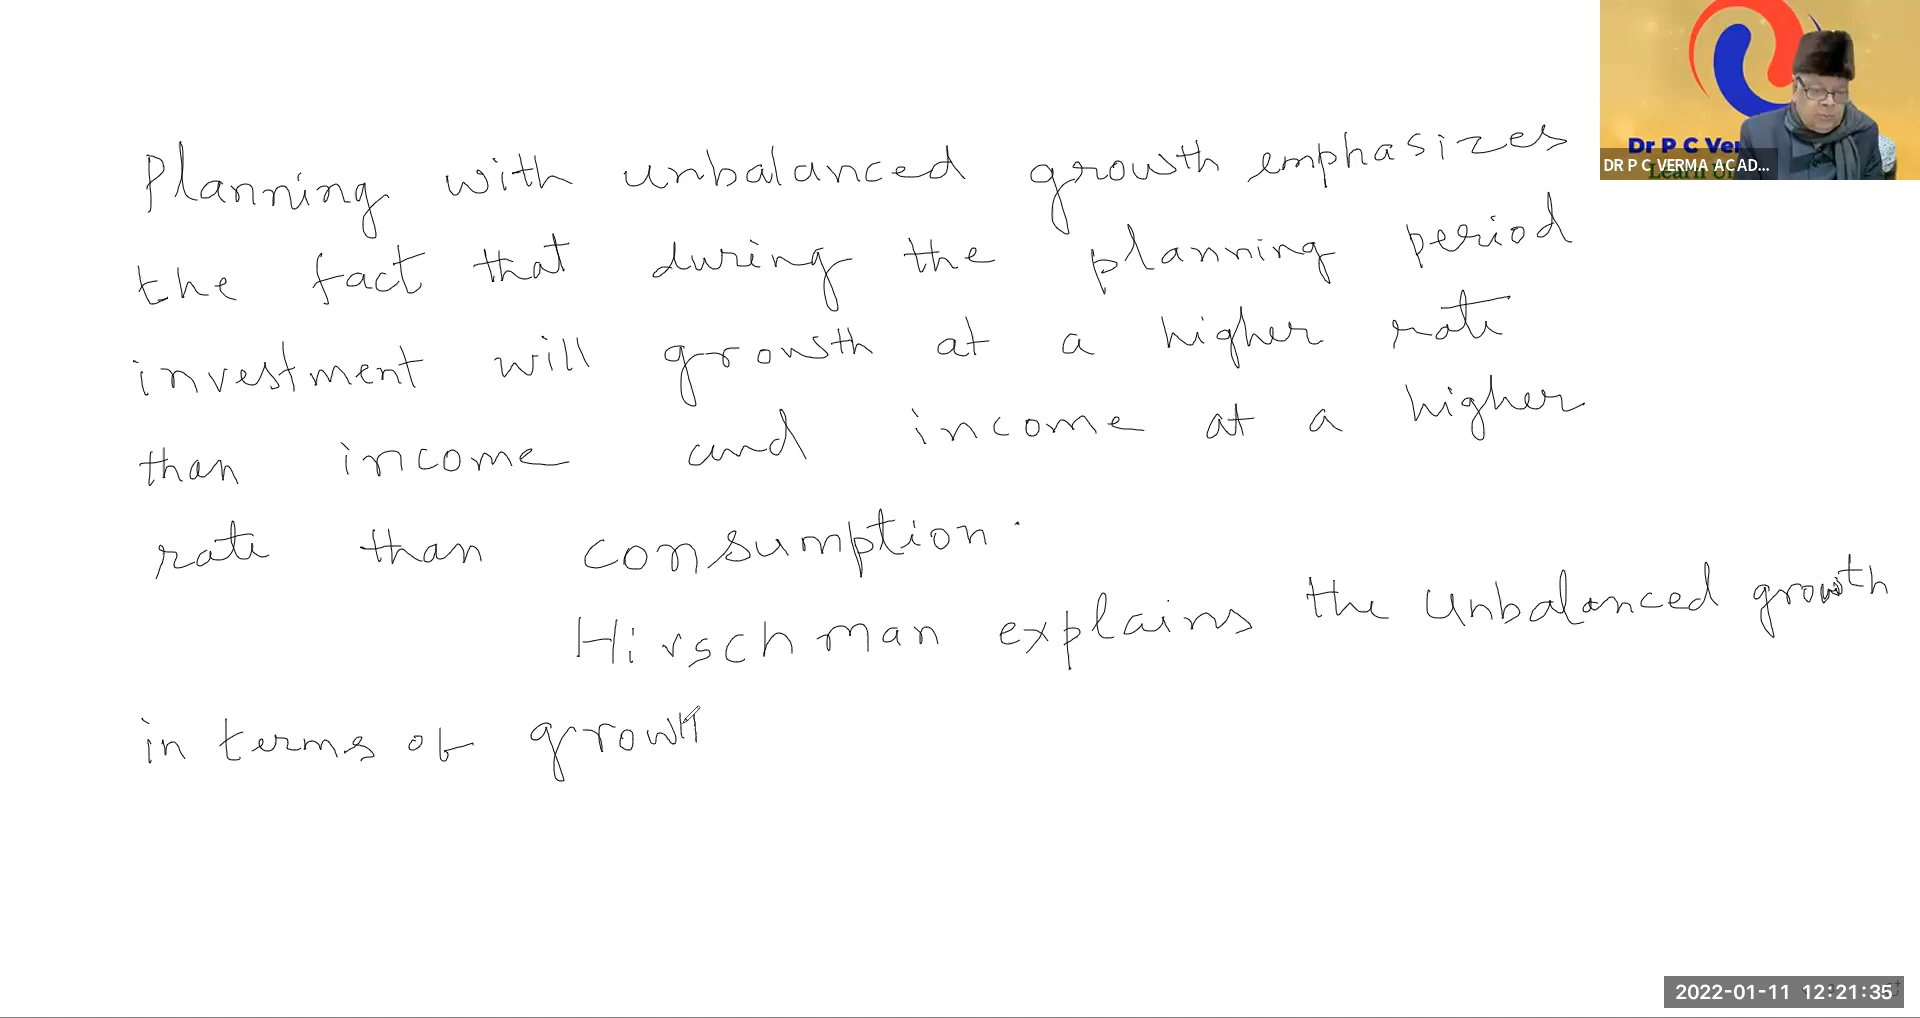 Dr P C Ver
DR P C VERMA ACAD...
Planning with unbalanced growth emphasizes
the fact that during the planning period
investment will growth at a higher rate
than income and income at a higher
rate than consumption.
Hirschman explains the unbalanced growth
in terms of growt
2022-01-11 12:21:35